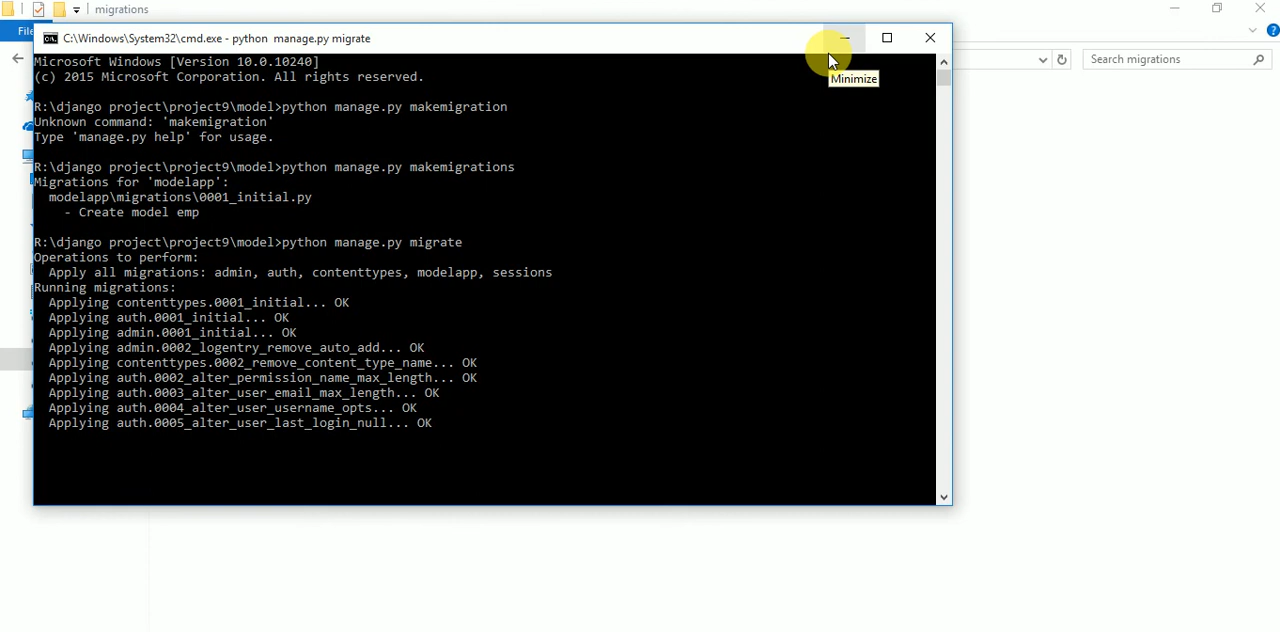 migrations
File
C:\Windows\System32\cmd.exe - python  manage.py migrate
Search migrations
Minimize
Microsoft Windows [Version 10.0.10240]
(c) 2015 Microsoft Corporation. All rights reserved.
R:\django project\project9\model>python manage.py makemigration
Unknown command: 'makemigration'
Type 'manage.py help' for usage.
R:\django project\project9\model>python manage.py makemigrations
Migrations for 'modelapp':
modelapp\migrations\0001_initial.py
- Create model emp
R:\django project\project9\model>python manage.py migrate
Operations to perform:
Apply all migrations: admin, auth, contenttypes, modelapp, sessions
Running migrations:
Applying contenttypes.0001_initial... OK
Applying auth.0001_initial... OK
Applying admin.0001_initial... OK
Applying admin.0002_logentry_remove_auto_add... OK
Applying contenttypes.0002_remove_content_type_name... OK
Applying auth.0002_alter_permission_name_max_length... OK
Applying auth.0003_alter_user_email_max_length... OK
Applying auth.0004_alter_user_username_opts... OK
Applying auth.0005_alter_user_last_login_null... OK